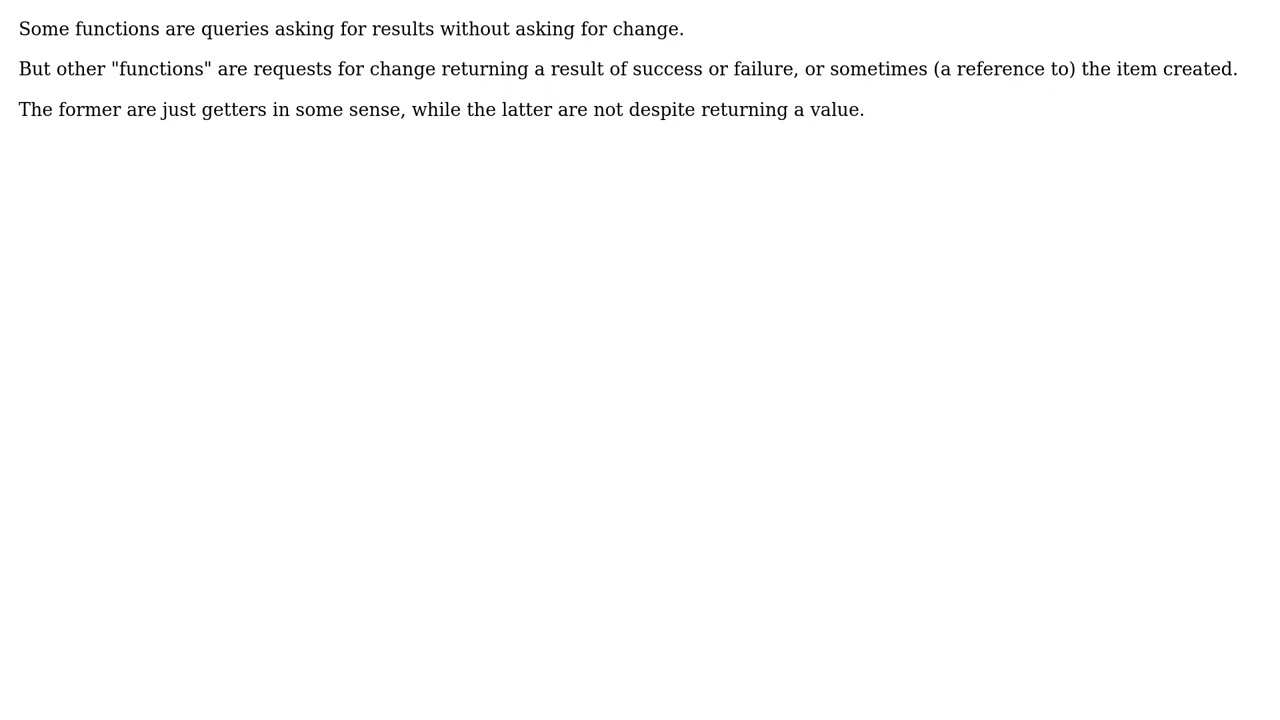 Some functions are queries asking for results without asking for change.
But other "functions" are requests for change returning a result of success or failure, or sometimes (a reference to) the item created.
The former are just getters in some sense, while the latter are not despite returning a value.